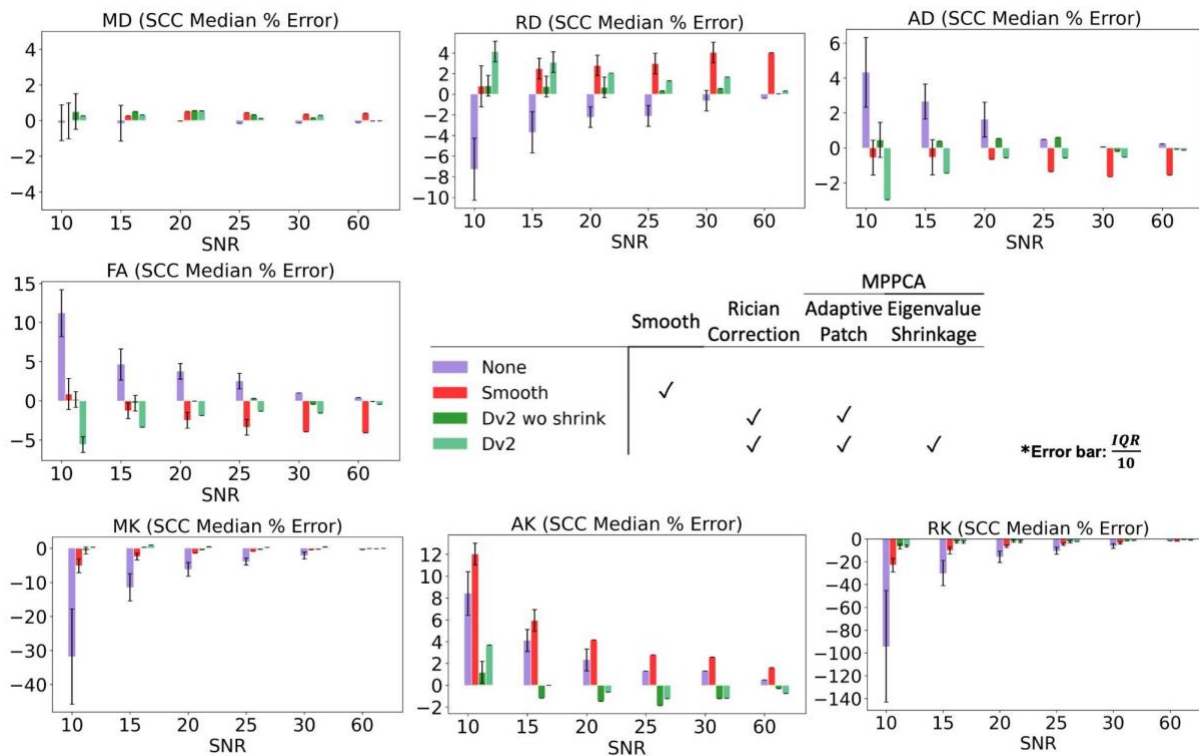 MD (SCC Median % Error)
4
2
0
−2
−4
10 15 20 25 30 60
SNR
RD (SCC Median % Error)
4
2
0
−2
−4
−6
−8
−10
10 15 20 25 30 60
SNR
AD (SCC Median % Error)
6
4
2
0
−2
10 15 20 25 30 60
SNR
FA (SCC Median % Error)
15
10
5
0
−5
10 15 20 25 30 60
SNR
MPPCA
Smooth Rician Correction Adaptive Patch Eigenvalue Shrinkage
None
Smooth ✓
Dv2 wo shrink ✓ ✓
Dv2 ✓ ✓ ✓
*Error bar: IQR/10
MK (SCC Median % Error)
0
−10
−20
−30
−40
10 15 20 25 30 60
SNR
AK (SCC Median % Error)
12
10
8
6
4
2
0
−2
10 15 20 25 30 60
SNR
RK (SCC Median % Error)
0
−20
−40
−60
−80
−100
−120
−140
10 15 20 25 30 60
SNR